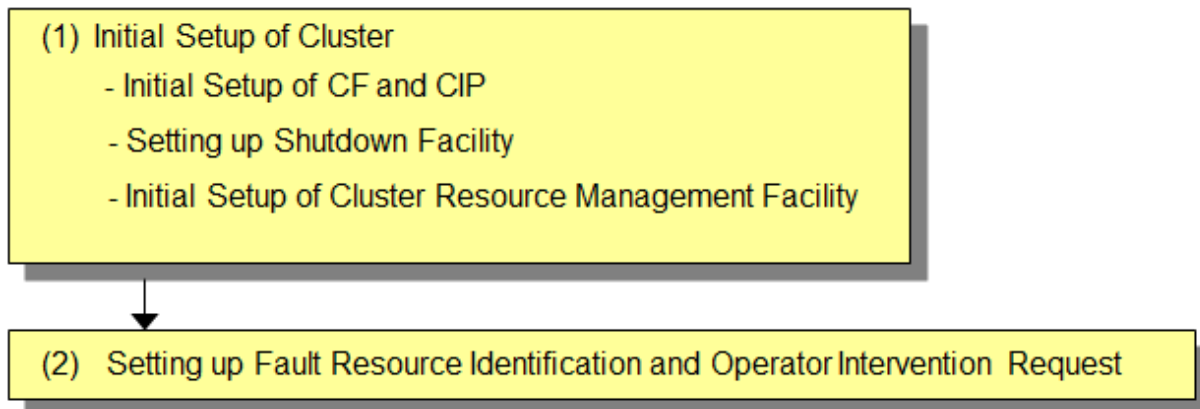 (1) Initial Setup of Cluster
- Initial Setup of CF and CIP
- Setting up Shutdown Facility
- Initial Setup of Cluster Resource Management Facility
(2) Setting up Fault Resource Identification and Operator Intervention Request